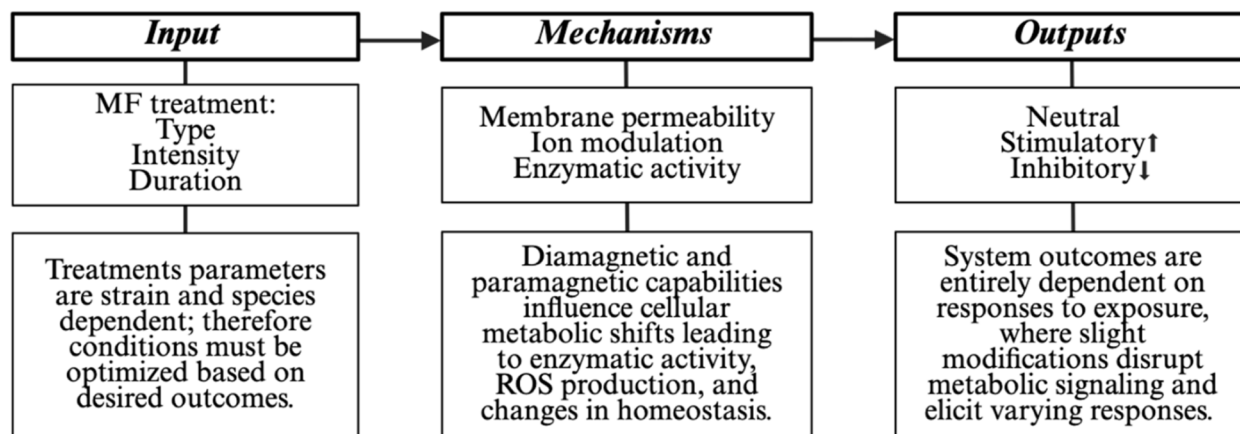 Input
MF treatment:
Type
Intensity
Duration
Treatments parameters
are strain and species
dependent; therefore
conditions must be
optimized based on
desired outcomes.
Mechanisms
Membrane permeability
Ion modulation
Enzymatic activity
Diamagnetic and
paramagnetic capabilities
influence cellular
metabolic shifts leading
to enzymatic activity,
ROS production, and
changes in homeostasis.
Outputs
Neutral
Stimulatory⬆
Inhibitory⬇
System outcomes are
entirely dependent on
responses to exposure,
where slight
modifications disrupt
metabolic signaling and
elicit varying responses.